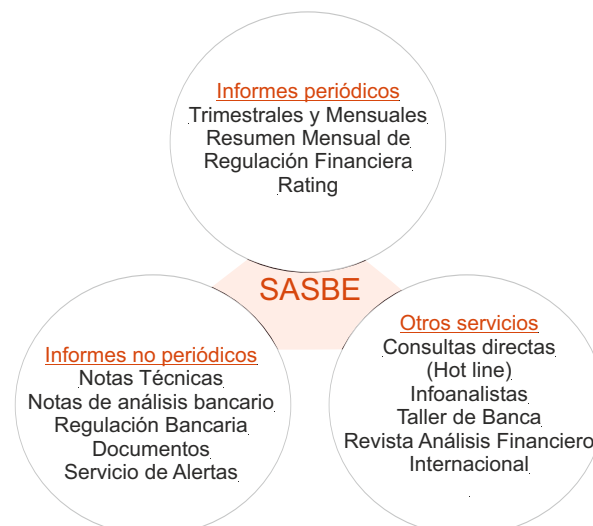 Informes periódicos
Trimestrales y Mensuales
Resumen Mensual de
Regulación Financiera
Rating
SASBE
Informes no periódicos
Notas Técnicas
Notas de análisis bancario
Regulación Bancaria
Documentos
Servicio de Alertas
Otros servicios
Consultas directas
(Hot line)
Infoanalistas
Taller de Banca
Revista Análisis Financiero
Internacional